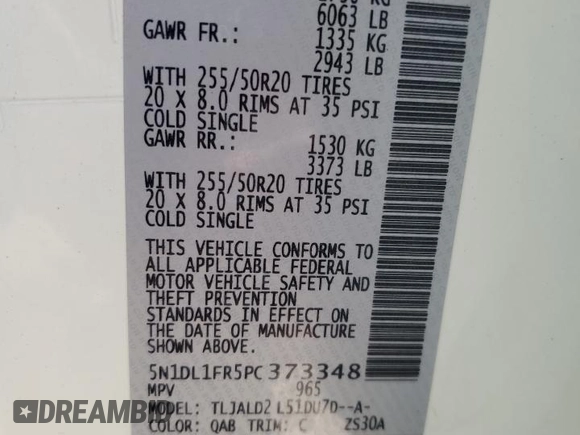 6063 LB
GAWR FR.: 1335 KG
2943 LB
WITH 255/50R20 TIRES
20 X 8.0 RIMS AT 35 PSI
COLD SINGLE
GAWR RR.: 1530 KG
3373 LB
WITH 255/50R20 TIRES
20 X 8.0 RIMS AT 35 PSI
COLD SINGLE
THIS VEHICLE CONFORMS TO
ALL APPLICABLE FEDERAL
MOTOR VEHICLE SAFETY AND
THEFT PREVENTION
STANDARDS IN EFFECT ON
THE DATE OF MANUFACTURE
SHOWN ABOVE.
5N1DL1FR5PC373348
MPV 965
MODEL: TLJALD2 L51DU7D--A-
COLOR: QAB TRIM: C ZS30A
BIDHISTORY